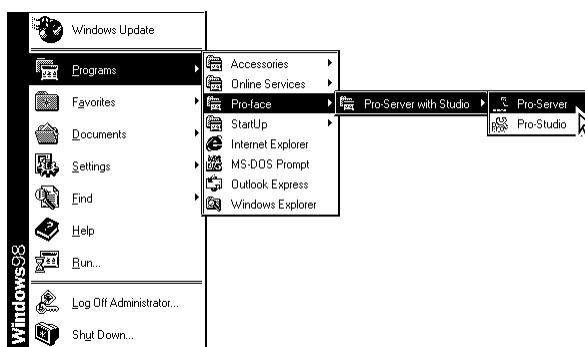 Windows Update
Programs
Favorites
Documents
Settings
Find
Help
Run...
Log Off Administrator...
Shut Down...
Windows98
Accessories
Online Services
Pro-face
StartUp
Internet Explorer
MS-DOS Prompt
Outlook Express
Windows Explorer
Pro-Server with Studio
Pro-Server
Pro-Studio